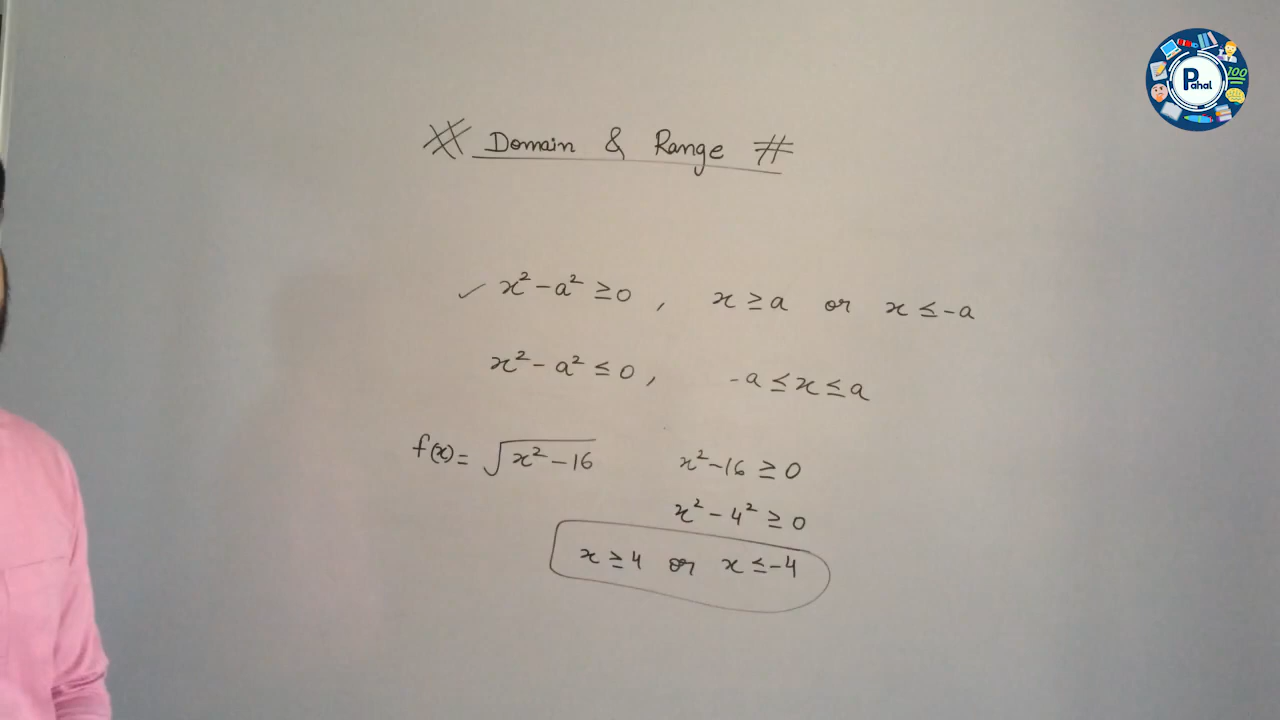 # Domain & Range #
✓ x² - a² ≥ 0 , x ≥ a or x ≤ -a
x² - a² ≤ 0 , -a ≤ x ≤ a
f(x) = √(x² - 16) x² - 16 ≥ 0
x² - 4² ≥ 0
x ≥ 4 or x ≤ -4
Pahal
100